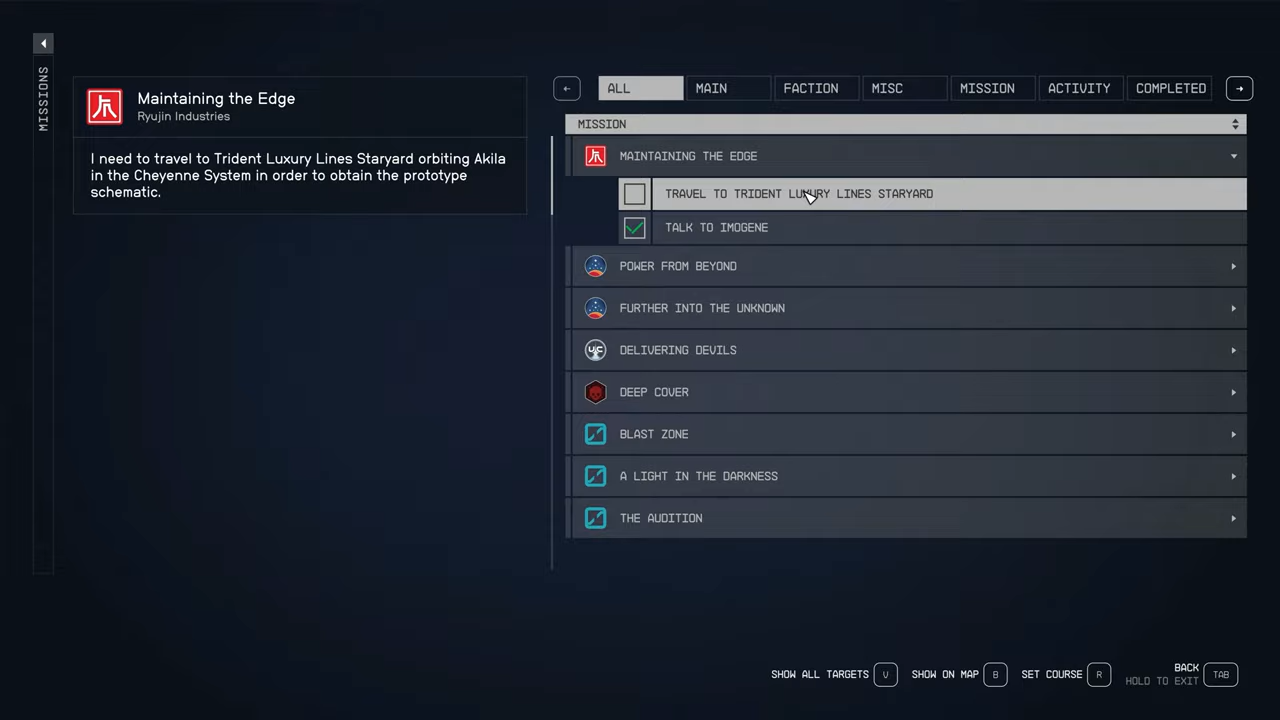 MISSIONS
Maintaining the Edge
Ryujin Industries
I need to travel to Trident Luxury Lines Staryard orbiting Akila
in the Cheyenne System in order to obtain the prototype
schematic.
ALL MAIN FACTION MISC MISSION ACTIVITY COMPLETED
MISSION
MAINTAINING THE EDGE
TRAVEL TO TRIDENT LUXURY LINES STARYARD
TALK TO IMOGENE
POWER FROM BEYOND
FURTHER INTO THE UNKNOWN
UC
DELIVERING DEVILS
DEEP COVER
BLAST ZONE
A LIGHT IN THE DARKNESS
THE AUDITION
SHOW ALL TARGETS V SHOW ON MAP B SET COURSE R BACK TAB
HOLD TO EXIT